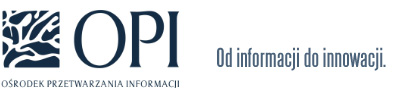 OPI
OŚRODEK PRZETWARZANIA INFORMACJI
Od informacji do innowacji.